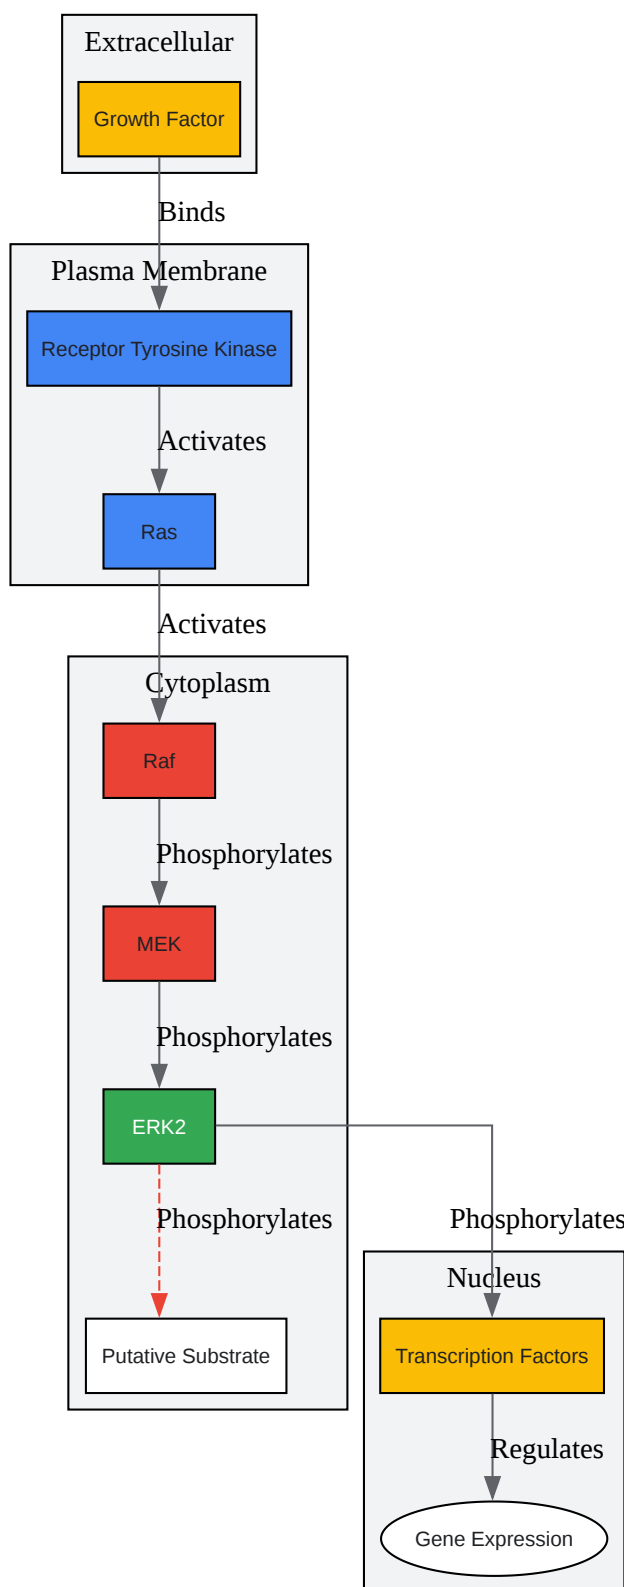 Extracellular
Growth Factor
Binds
Plasma Membrane
Receptor Tyrosine Kinase
Activates
Ras
Activates
Cytoplasm
Raf
Phosphorylates
MEK
Phosphorylates
ERK2
Phosphorylates
Phosphorylates
Nucleus
Putative Substrate
Transcription Factors
Regulates
Gene Expression